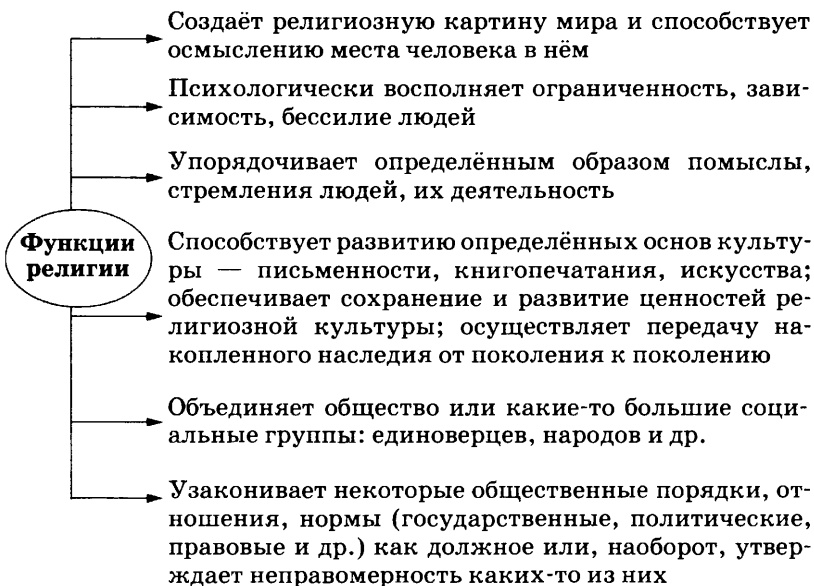 Создаёт религиозную картину мира и способствует
осмыслению места человека в нём
Психологически восполняет ограниченность, зави-
симость, бессилие людей
Упорядочивает определённым образом помыслы,
стремления людей, их деятельность
Функции
религии
Способствует развитию определённых основ культу-
ры — письменности, книгопечатания, искусства;
обеспечивает сохранение и развитие ценностей ре-
лигиозной культуры; осуществляет передачу на-
копленного наследия от поколения к поколению
Объединяет общество или какие-то большие соци-
альные группы: единоверцев, народов и др.
Узаконивает некоторые общественные порядки, от-
ношения, нормы (государственные, политические,
правовые и др.) как должное или, наоборот, утвер-
ждает неправомерность каких-то из них